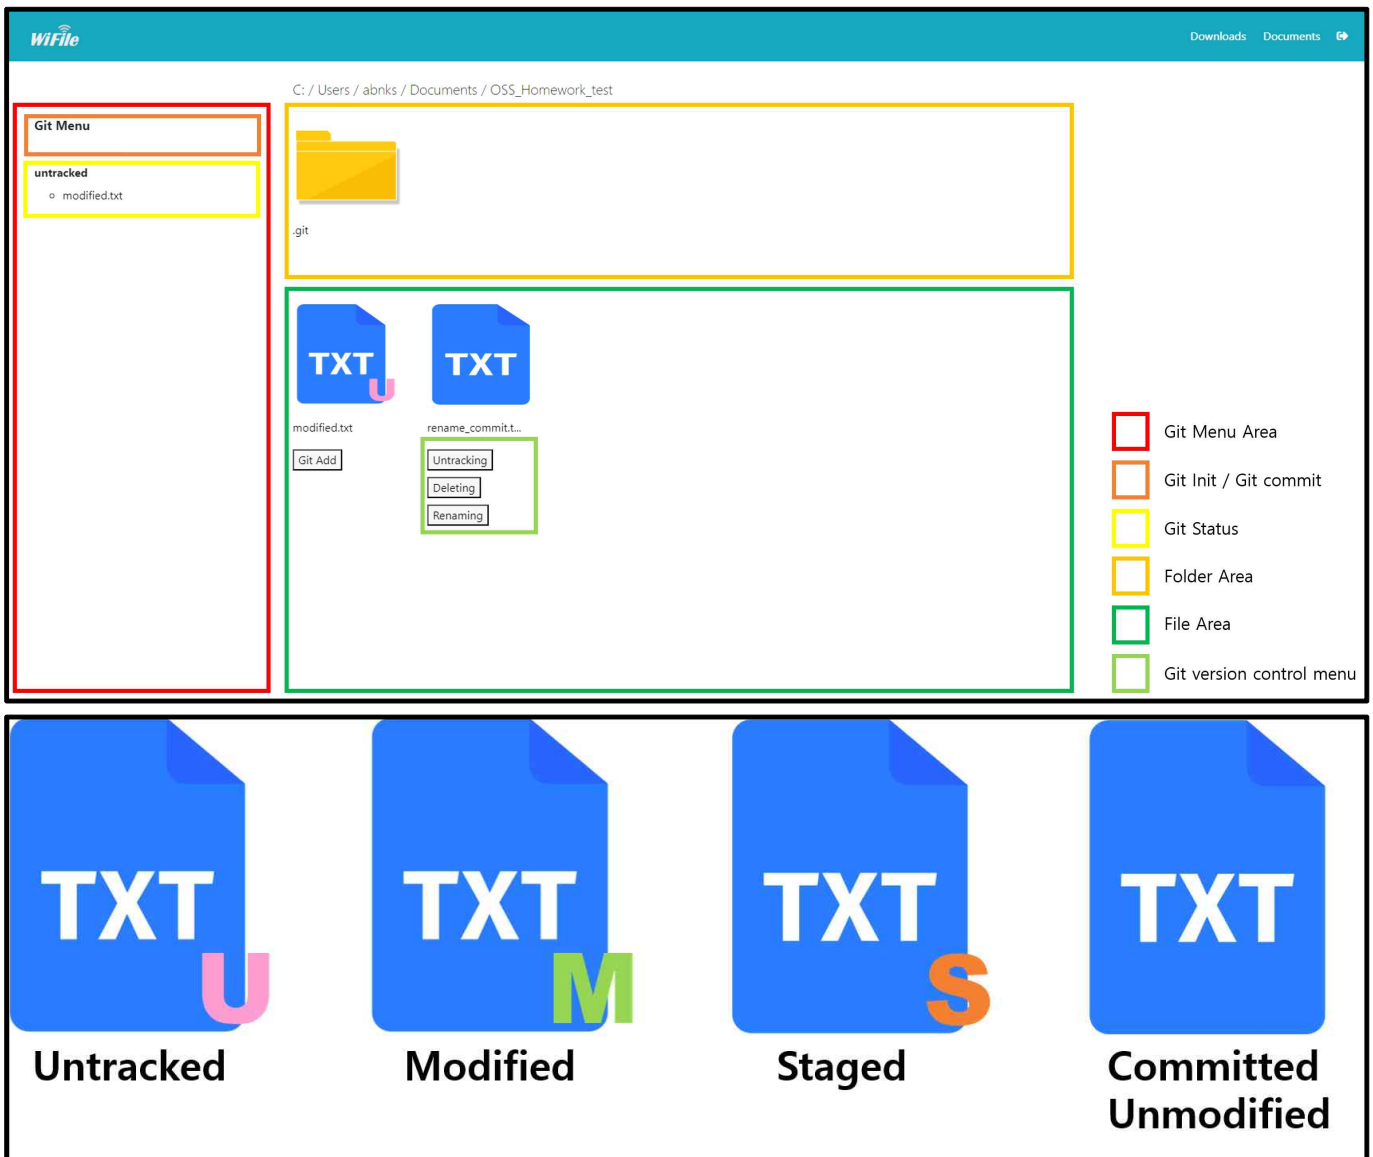 WiFile
Downloads Documents
C: / Users / abnks / Documents / OSS_Homework_test
Git Menu
untracked
modified.txt
.git
TXT U
TXT
modified.txt
rename_commit.t...
Git Add
Untracking
Deleting
Renaming
Git Menu Area
Git Init / Git commit
Git Status
Folder Area
File Area
Git version control menu
TXT U
TXT M
TXT S
TXT
Untracked
Modified
Staged
Committed
Unmodified